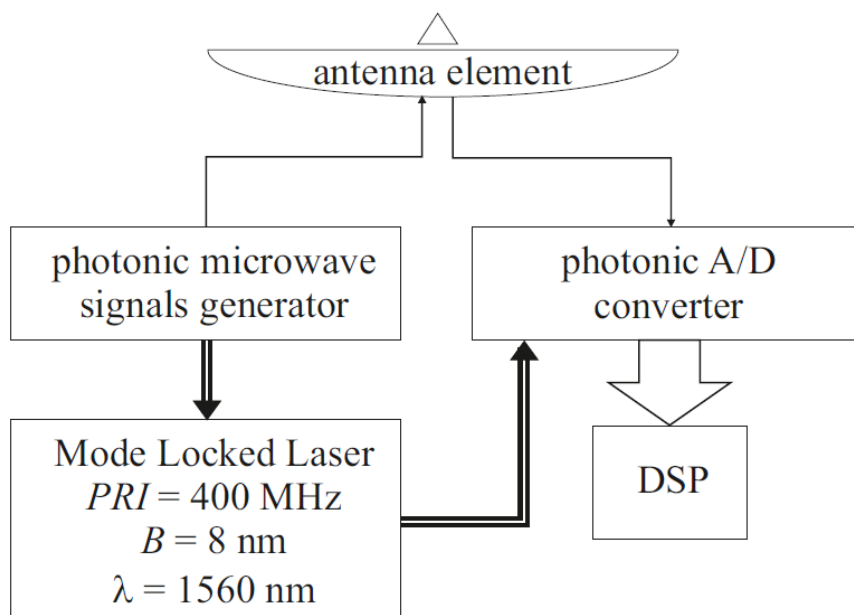 antenna element
photonic microwave
signals generator
photonic A/D
converter
Mode Locked Laser
PRI = 400 MHz
B = 8 nm
λ = 1560 nm
DSP